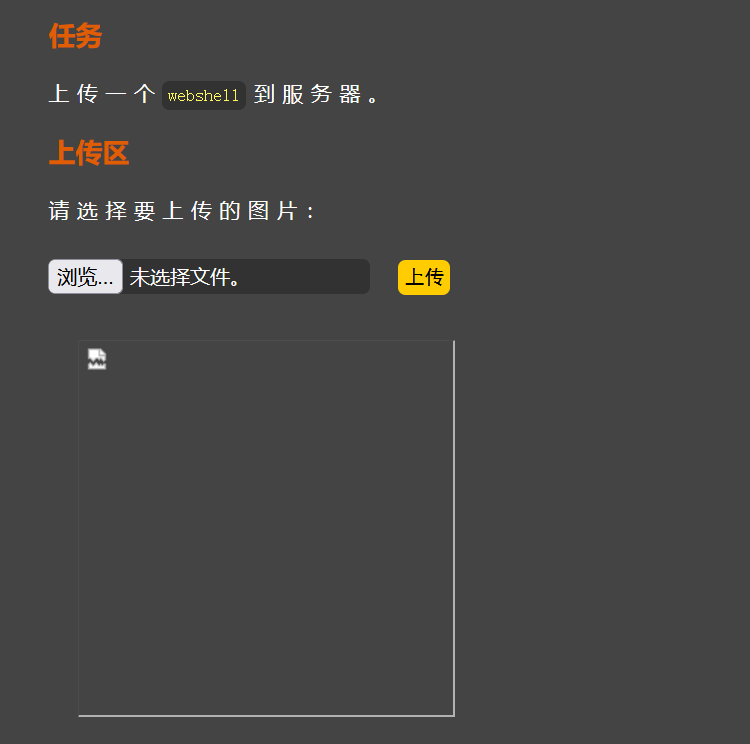 任务
上传一个 webshell 到服务器。
上传区
请选择要上传的图片：
浏览... 未选择文件。 上传